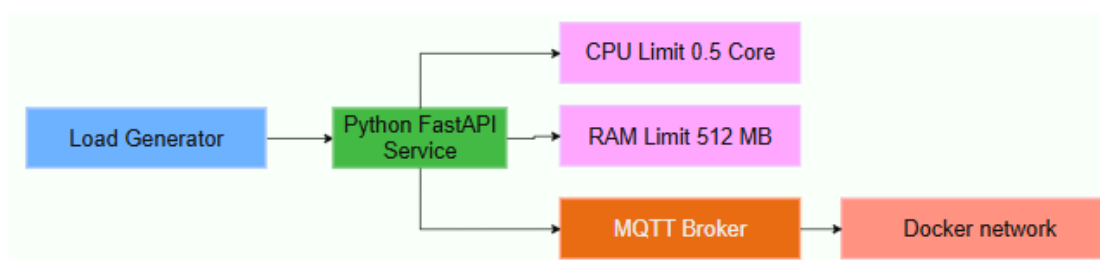 CPU Limit 0.5 Core
Load Generator
Python FastAPI
Service
RAM Limit 512 MB
MQTT Broker
Docker network